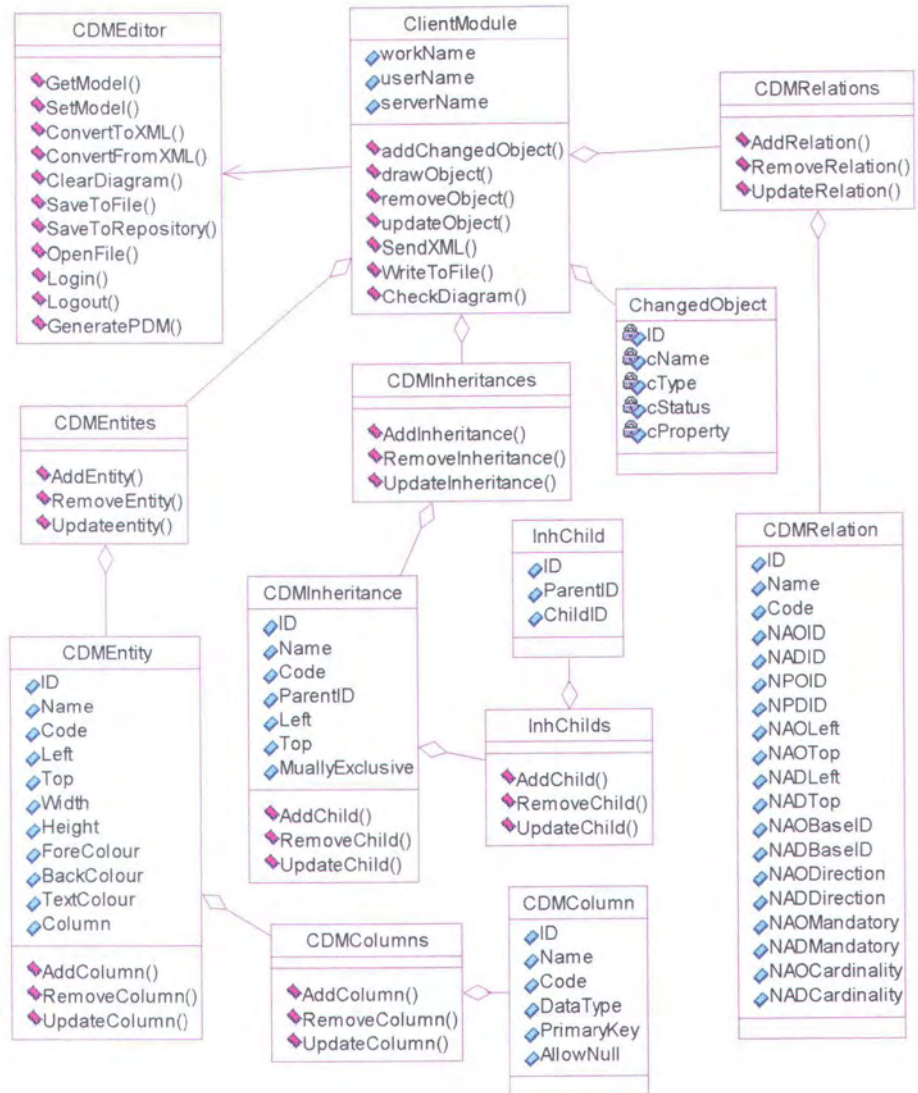 CDMEditor
GetModel()
SetModel()
ConvertToXML()
ConvertFromXML()
ClearDiagram()
SaveToFile()
SaveToRepository()
OpenFile()
Login()
Logout()
GeneratePDM()
ClientModule
workName
userName
serverName
addChangedObject()
drawObject()
removeObject()
updateObject()
SendXML()
WriteToFile()
CheckDiagram()
CDMRelations
AddRelation()
RemoveRelation()
UpdateRelation()
ChangedObject
ID
cName
cType
cStatus
cProperty
CDMEntites
AddEntity()
RemoveEntity()
Updateentity()
CDMInheritances
AddInheritance()
RemoveInheritance()
UpdateInheritance()
CDMEntity
ID
Name
Code
Left
Top
Width
Height
ForeColour
BackColour
TextColour
Column
AddColumn()
RemoveColumn()
UpdateColumn()
CDMInheritance
ID
Name
Code
ParentID
Left
Top
MuallyExclusive
AddChild()
RemoveChild()
UpdateChild()
InhChild
ID
ParentID
ChildID
InhChilds
AddChild()
RemoveChild()
UpdateChild()
CDMColumns
AddColumn()
RemoveColumn()
UpdateColumn()
CDMColumn
ID
Name
Code
DataType
PrimaryKey
AllowNull
CDMRelation
ID
Name
Code
NAOID
NADID
NPOID
NPDID
NAOLeft
NAOTop
NADLeft
NADTop
NAOBaseID
NADBaseID
NAODirection
NADDirection
NAOMandatory
NADMandatory
NAOCardinality
NADCardinality